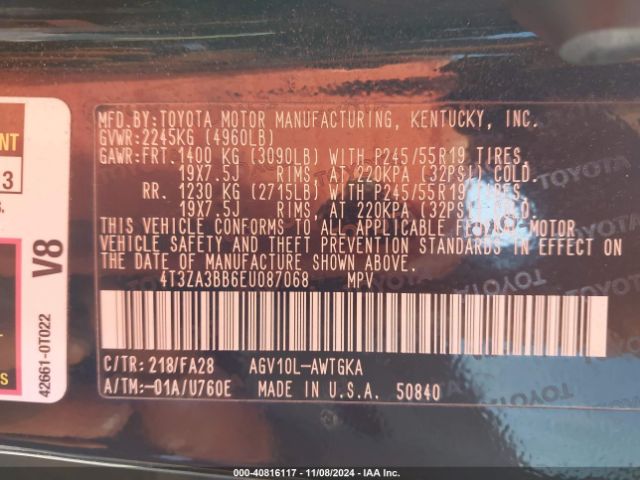 MFD.BY:TOYOTA MOTOR MANUFACTURING, KENTUCKY, INC.
GVWR:2245KG (4960LB)
GAWR:FRT.1400 KG (3090LB) WITH P245/55R19 TIRES,
19X7.5J RIMS, AT 220KPA (32PSI) COLD.
RR. 1230 KG (2715LB) WITH P245/55R19 TIRES
19X7.5J RIMS, AT 220KPA (32PSI) COLD.
THIS VEHICLE CONFORMS TO ALL APPLICABLE FEDERAL MOTOR
VEHICLE SAFETY AND THEFT PREVENTION STANDARDS IN EFFECT ON
THE DATE OF MANUFACTURE SHOWN ABOVE.
4T3ZA3BB6EU087068 MPV
C/TR:218/FA28 AGV10L-AWTGKA
A/TM:-01A/U760E MADE IN U.S.A. 50840
V8
42661-0T022
TOYOTA
000-40816117 - 11/08/2024 - IAA Inc.